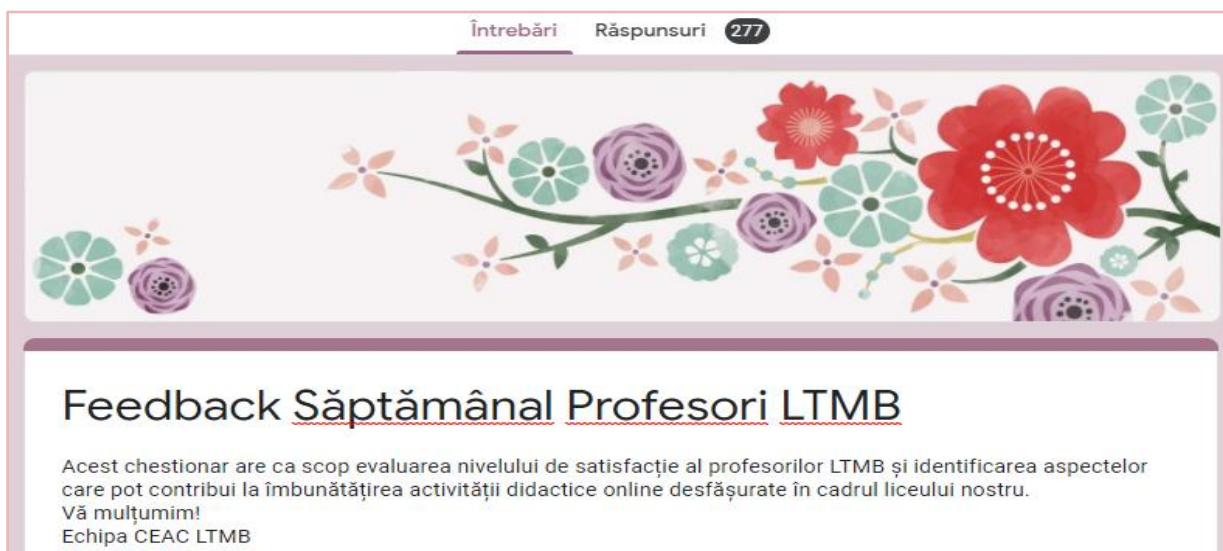 Întrebări Răspunsuri 277
Feedback Săptămânal Profesori LTMB
Acest chestionar are ca scop evaluarea nivelului de satisfacție al profesorilor LTMB și identificarea aspectelor
care pot contribui la îmbunătățirea activității didactice online desfășurate în cadrul liceului nostru.
Vă mulțumim!
Echipa CEAC LTMB